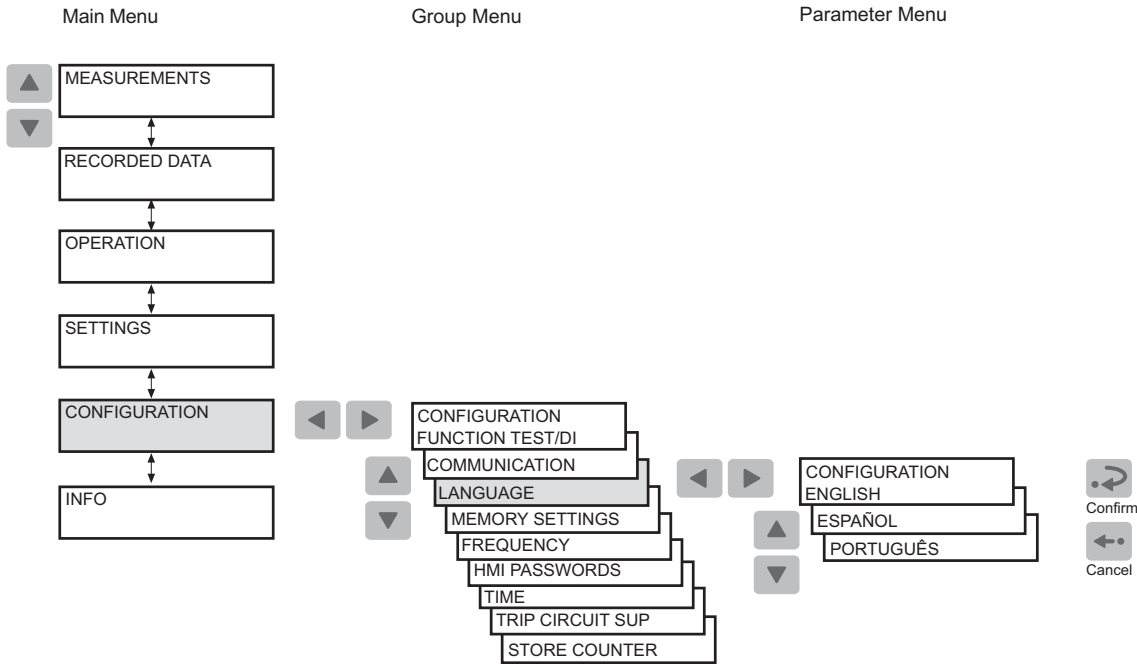 Main Menu
Group Menu
Parameter Menu
MEASUREMENTS
RECORDED DATA
OPERATION
SETTINGS
CONFIGURATION
INFO
CONFIGURATION
FUNCTION TEST/DI
COMMUNICATION
LANGUAGE
MEMORY SETTINGS
FREQUENCY
HMI PASSWORDS
TIME
TRIP CIRCUIT SUP
STORE COUNTER
CONFIGURATION
ENGLISH
ESPAÑOL
PORTUGUÊS
Confirm
Cancel